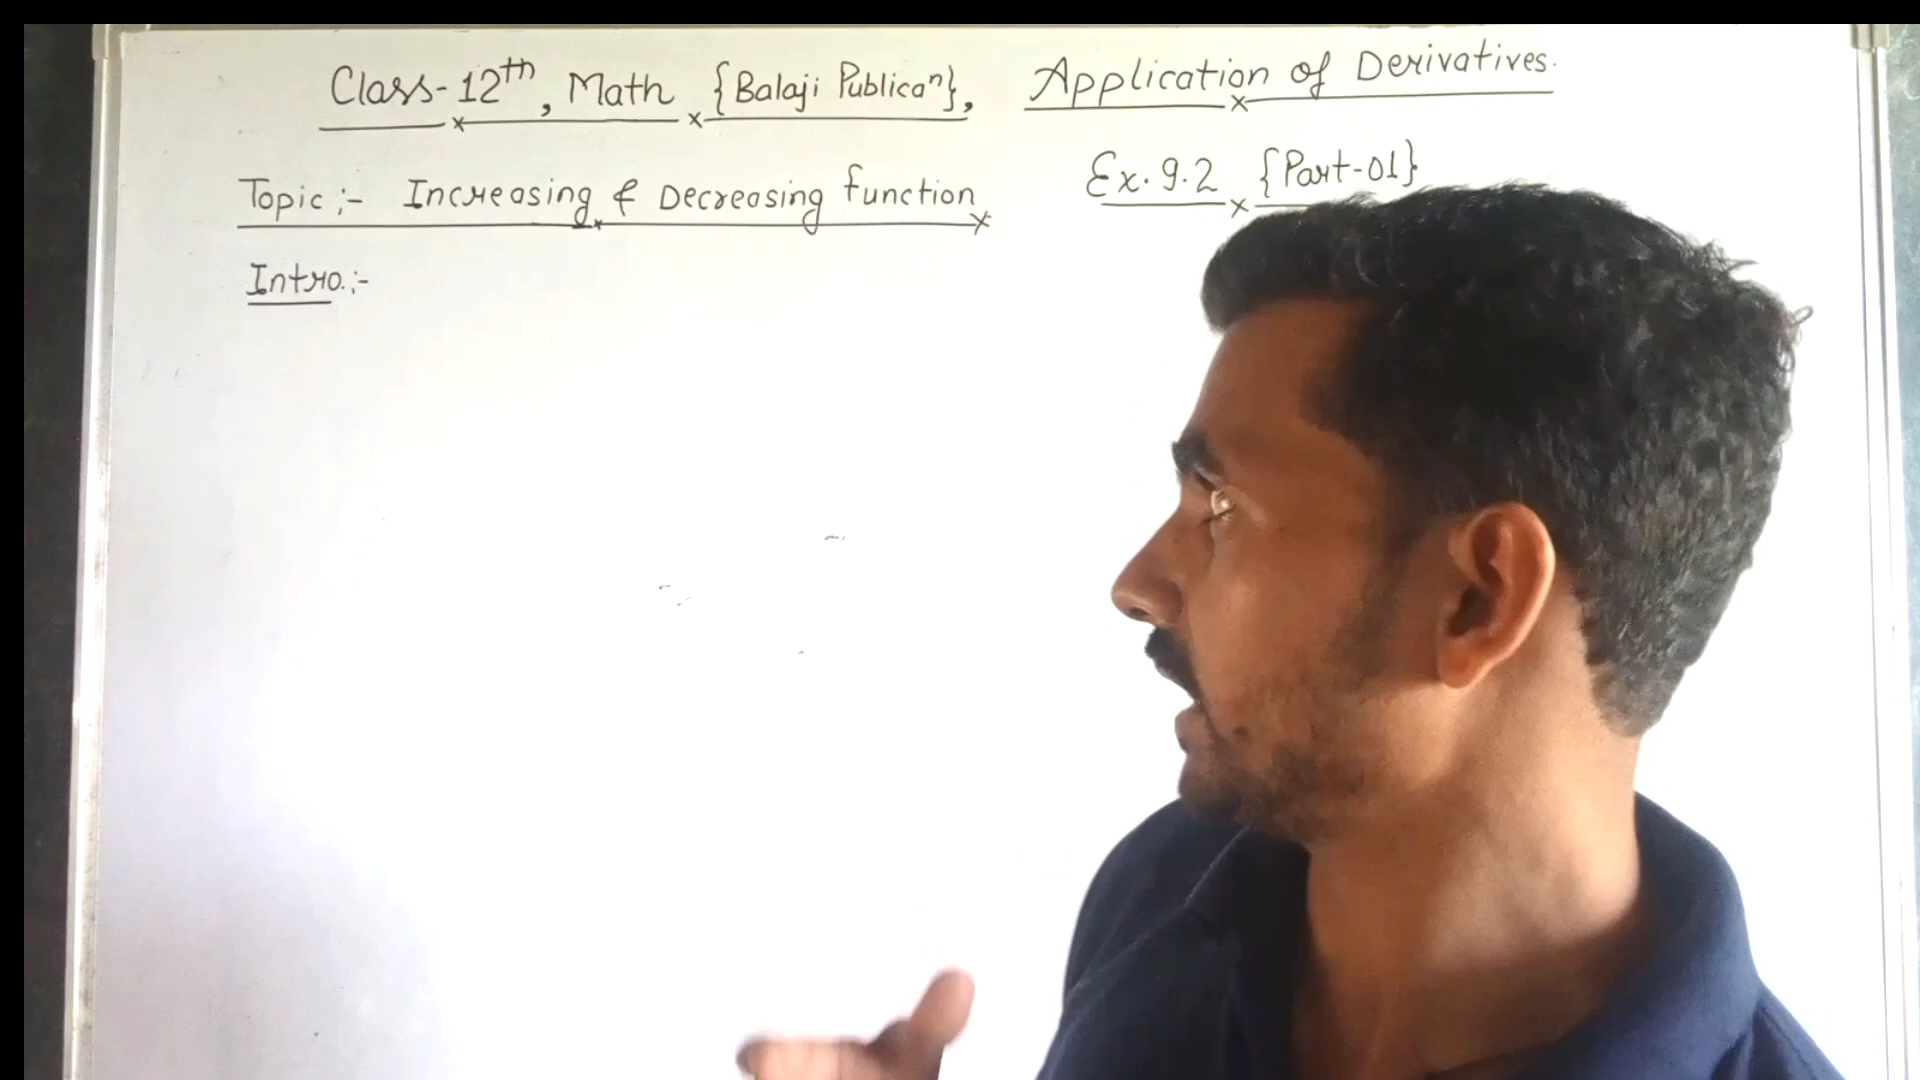 Class-12th, Math {Balaji Publicaⁿ}, Application of Derivatives.
Topic:- Increasing & Decreasing function Ex. 9.2 {Part-01}
Intro.:-